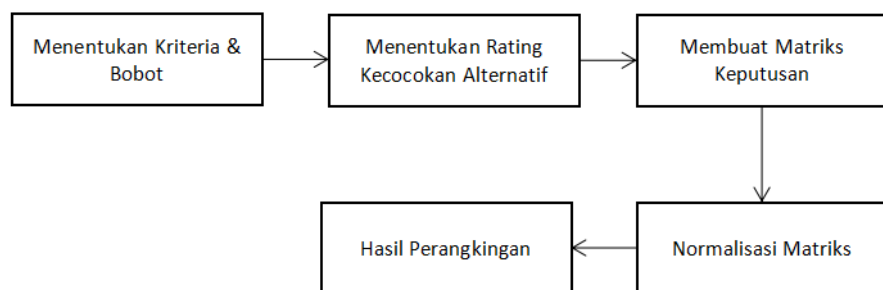 Menentukan Kriteria &
Bobot
Menentukan Rating
Kecocokan Alternatif
Membuat Matriks
Keputusan
Normalisasi Matriks
Hasil Perangkingan